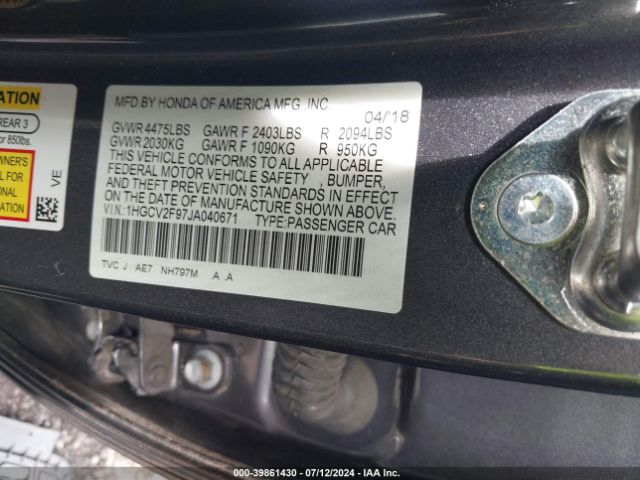 MFD.BY HONDA OF AMERICA MFG. INC.
04/'18
GVWR 4475LBS GAWR F 2403LBS R 2094LBS
GVWR 2030KG GAWR F 1090KG R 950KG
THIS VEHICLE CONFORMS TO ALL APPLICABLE
FEDERAL MOTOR VEHICLE SAFETY , BUMPER,
AND THEFT PREVENTION STANDARDS IN EFFECT
ON THE DATE OF MANUFACTURE SHOWN ABOVE.
V.I.N.:1HGCV2F97JA040671 TYPE:PASSENGER CAR
TVC J AE7 NH797M .A .A
ATION
REAR 3
or 850lbs.
WNER'S
L FOR
ONAL
ATION
VE
000-39861430 - 07/12/2024 - IAA Inc.